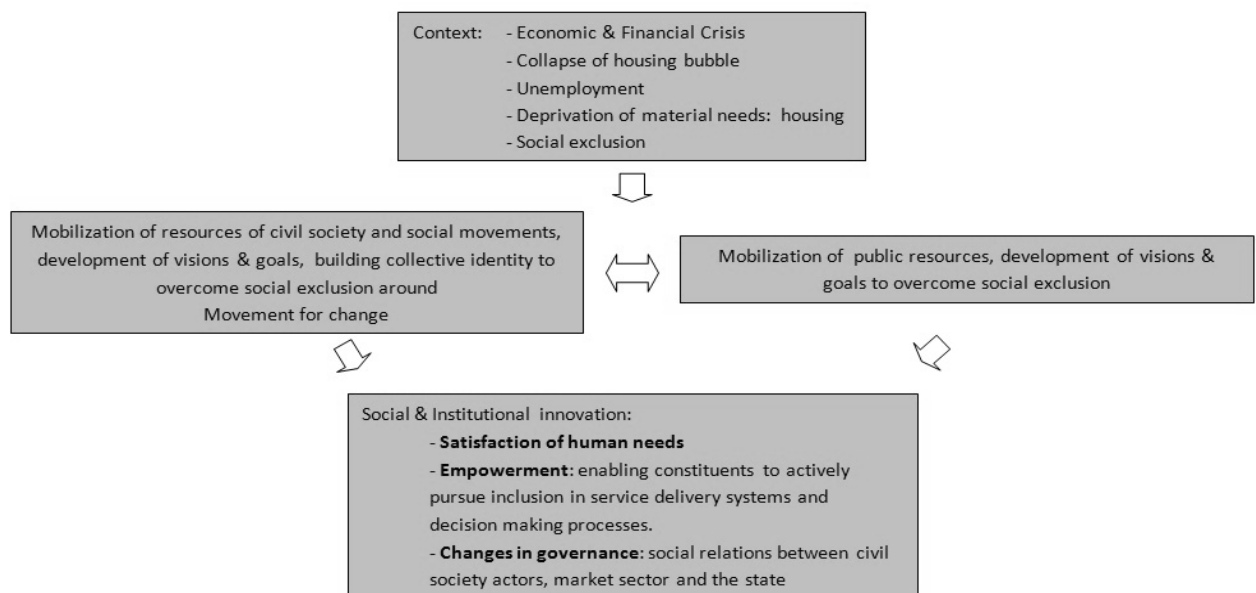 Context: - Economic & Financial Crisis
- Collapse of housing bubble
- Unemployment
- Deprivation of material needs: housing
- Social exclusion
Mobilization of resources of civil society and social movements,
development of visions & goals, building collective identity to
overcome social exclusion around
Movement for change
Mobilization of public resources, development of visions &
goals to overcome social exclusion
Social & Institutional innovation:
- Satisfaction of human needs
- Empowerment: enabling constituents to actively
pursue inclusion in service delivery systems and
decision making processes.
- Changes in governance: social relations between civil
society actors, market sector and the state